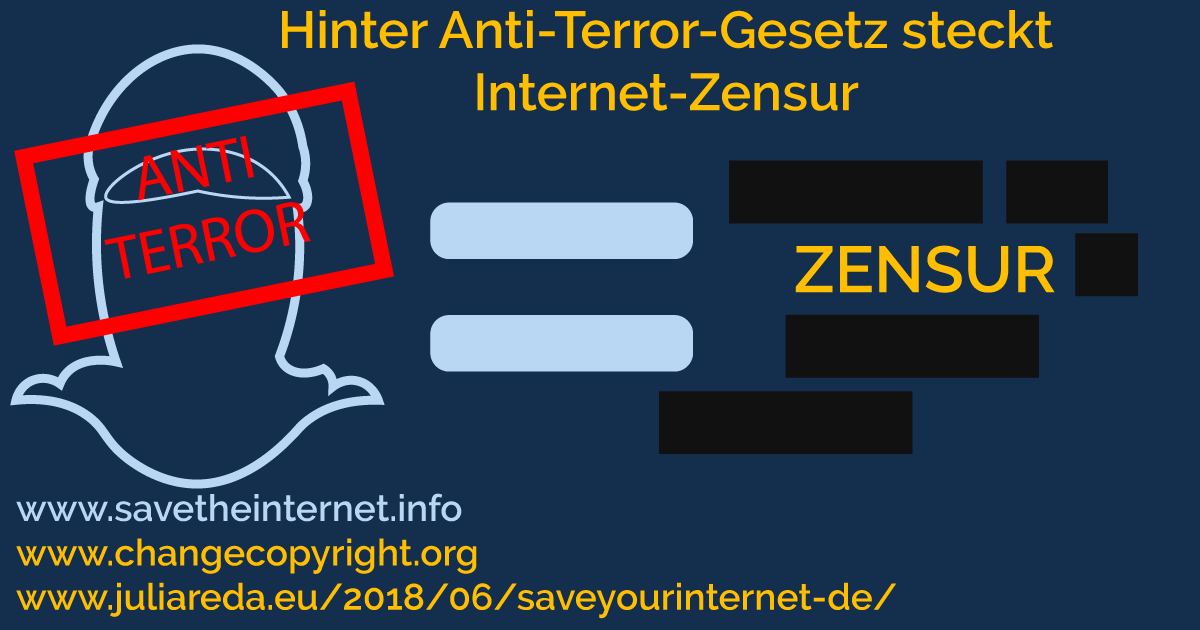 Hinter Anti-Terror-Gesetz steckt
Internet-Zensur
ANTI
TERROR
ZENSUR
www.savetheinternet.info
www.changecopyright.org
www.juliareda.eu/2018/06/saveyourinternet-de/